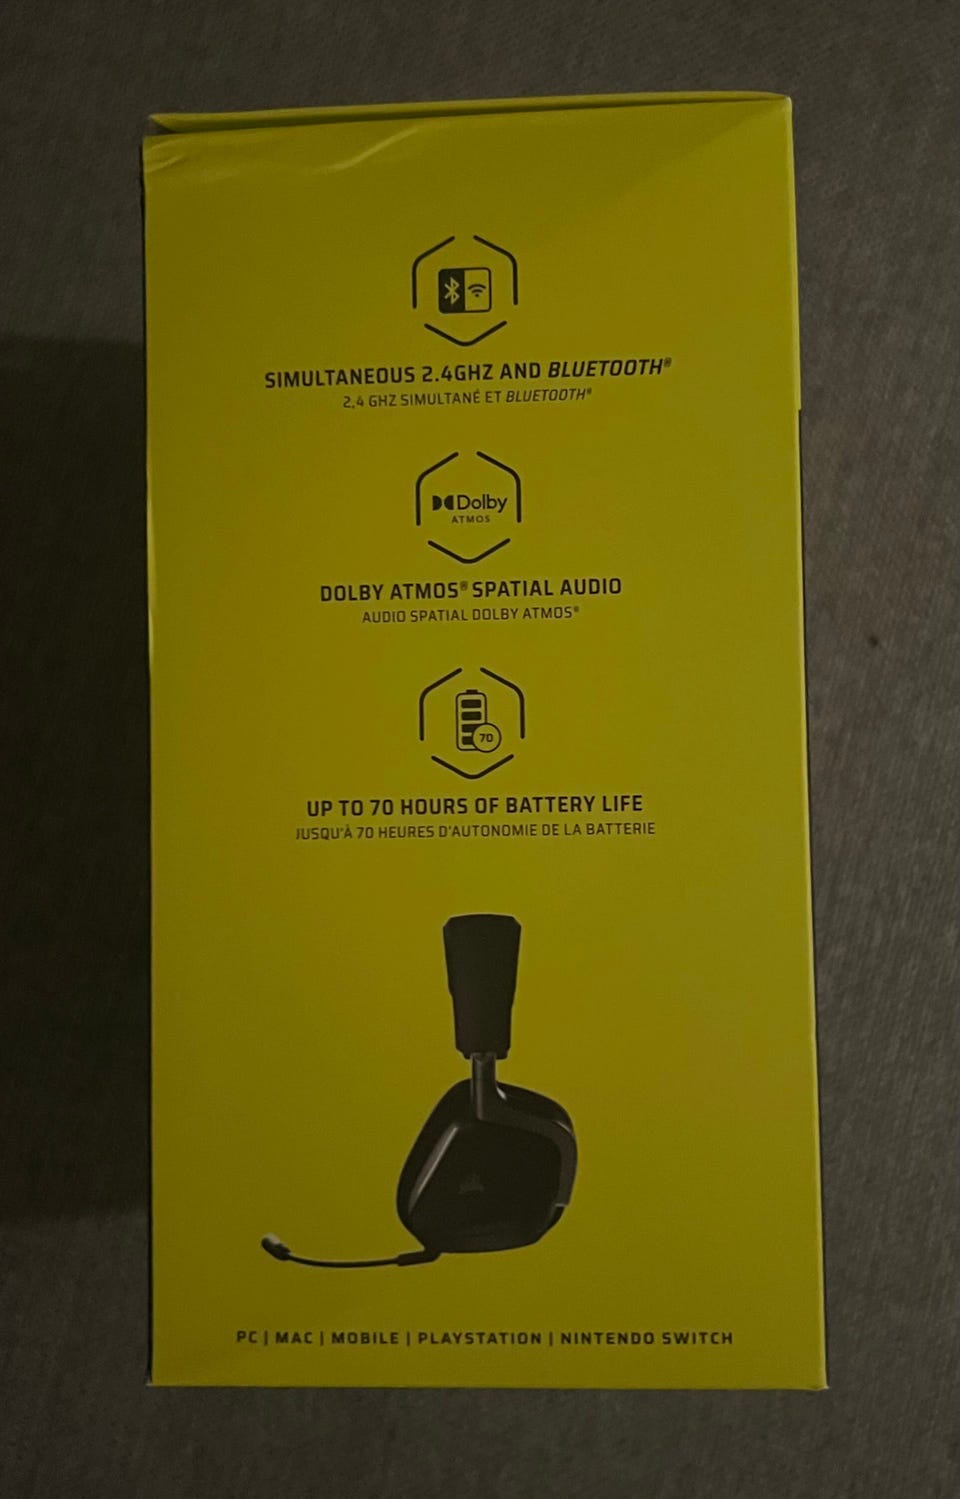 SIMULTANEOUS 2.4GHZ AND BLUETOOTH®
2,4 GHZ SIMULTANÉ ET BLUETOOTH®
Dolby
ATMOS
DOLBY ATMOS® SPATIAL AUDIO
AUDIO SPATIAL DOLBY ATMOS®
70
UP TO 70 HOURS OF BATTERY LIFE
JUSQU'À 70 HEURES D'AUTONOMIE DE LA BATTERIE
PC | MAC | MOBILE | PLAYSTATION | NINTENDO SWITCH